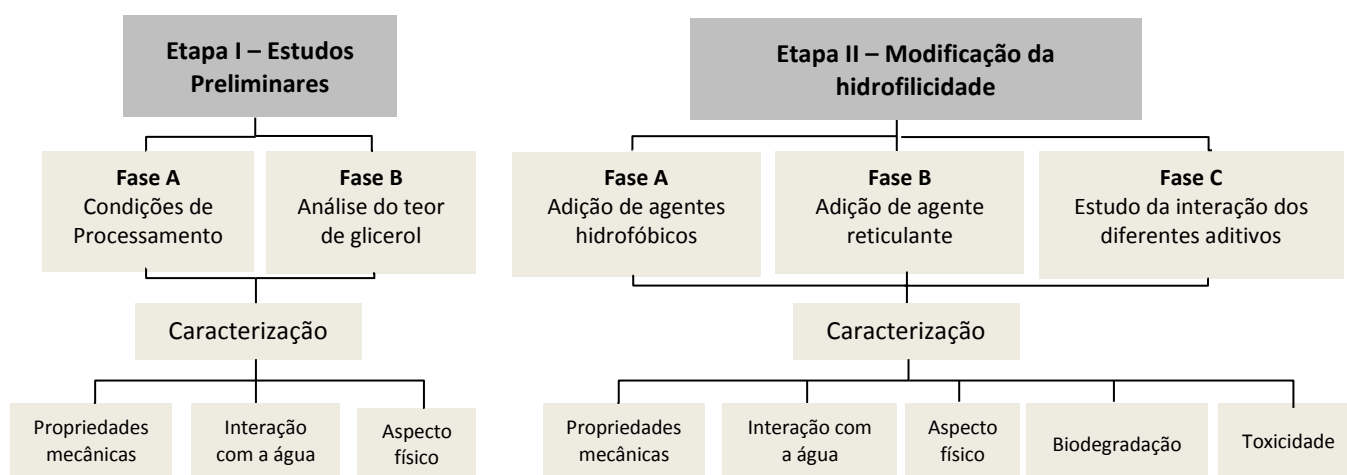 Etapa I – Estudos
Preliminares
Fase A
Condições de
Processamento
Fase B
Análise do teor
de glicerol
Caracterização
Propriedades
mecânicas
Interação
com a água
Aspecto
físico
Etapa II – Modificação da
hidrofilicidade
Fase A
Adição de agentes
hidrofóbicos
Fase B
Adição de agente
reticulante
Fase C
Estudo da interação dos
diferentes aditivos
Caracterização
Propriedades
mecânicas
Interação com
a água
Aspecto
físico
Biodegradação
Toxicidade